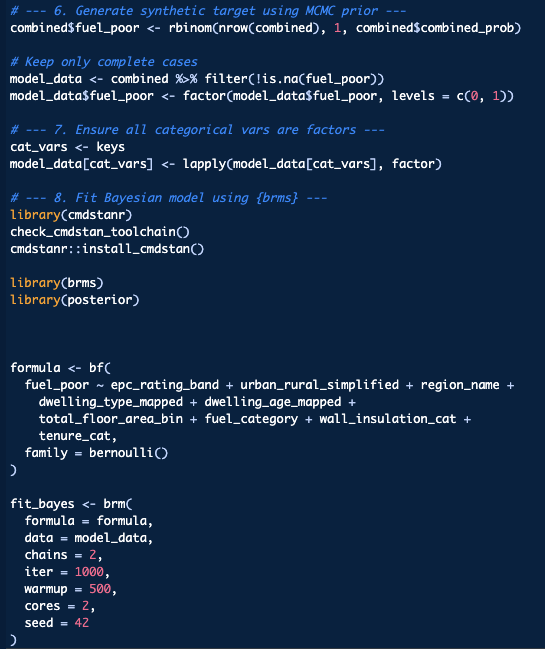 # --- 6. Generate synthetic target using MCMC prior ---
combined$fuel_poor <- rbinom(nrow(combined), 1, combined$combined_prob)

# Keep only complete cases
model_data <- combined %>% filter(!is.na(fuel_poor))
model_data$fuel_poor <- factor(model_data$fuel_poor, levels = c(0, 1))

# --- 7. Ensure all categorical vars are factors ---
cat_vars <- keys
model_data[cat_vars] <- lapply(model_data[cat_vars], factor)

# --- 8. Fit Bayesian model using {brms} ---
library(cmdstanr)
check_cmdstan_toolchain()
cmdstanr::install_cmdstan()

library(brms)
library(posterior)

formula <- bf(
  fuel_poor ~ epc_rating_band + urban_rural_simplified + region_name +
    dwelling_type_mapped + dwelling_age_mapped +
    total_floor_area_bin + fuel_category + wall_insulation_cat +
    tenure_cat,
  family = bernoulli()
)

fit_bayes <- brm(
  formula = formula,
  data = model_data,
  chains = 2,
  iter = 1000,
  warmup = 500,
  cores = 2,
  seed = 42
)